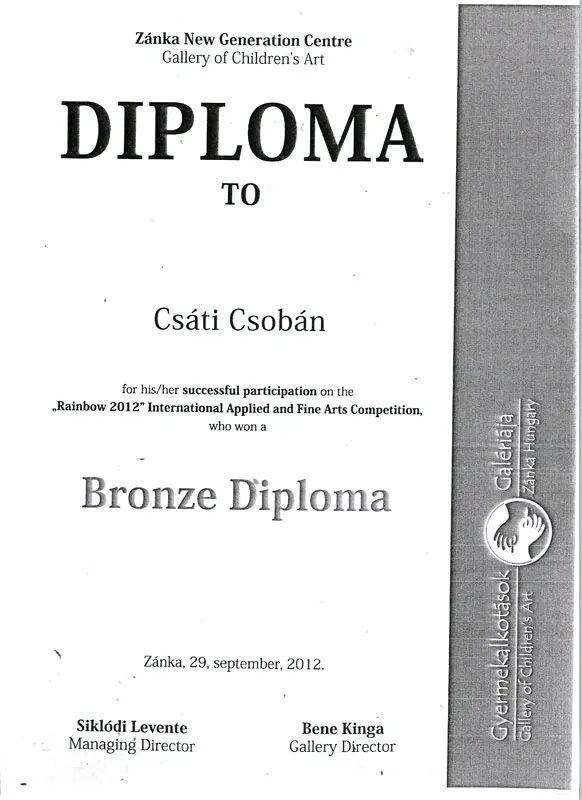 Zánka New Generation Centre
Gallery of Children's Art
DIPLOMA
TO
Csáti Csobán
for his/her successful participation on the
„Rainbow 2012” International Applied and Fine Arts Competition,
who won a
Bronze Diploma
Zánka, 29, september, 2012.
Siklódi Levente
Managing Director
Bene Kinga
Gallery Director
Gyermekalkotások Galériája
Gallery of Children's Art Zánka Hungary